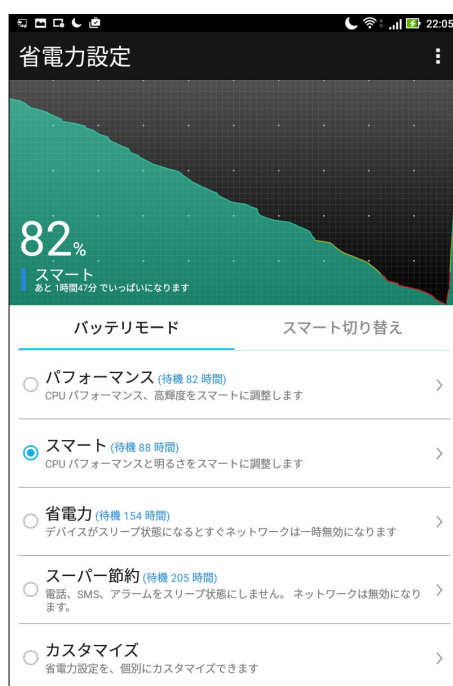 22:05
省電力設定
82%
スマート
あと 1時間47分 でいっぱいになります
バッテリモード
スマート切り替え
パフォーマンス (待機 82 時間)
CPU パフォーマンス、高輝度をスマートに調整します
スマート (待機 88 時間)
CPU パフォーマンスと明るさをスマートに調整します
省電力 (待機 154 時間)
デバイスがスリープ状態になるとすぐネットワークは一時無効になります
スーパー節約 (待機 205 時間)
電話、SMS、アラームをスリープ状態にしません。 ネットワークは無効になり
ます。
カスタマイズ
省電力設定を、個別にカスタマイズできます